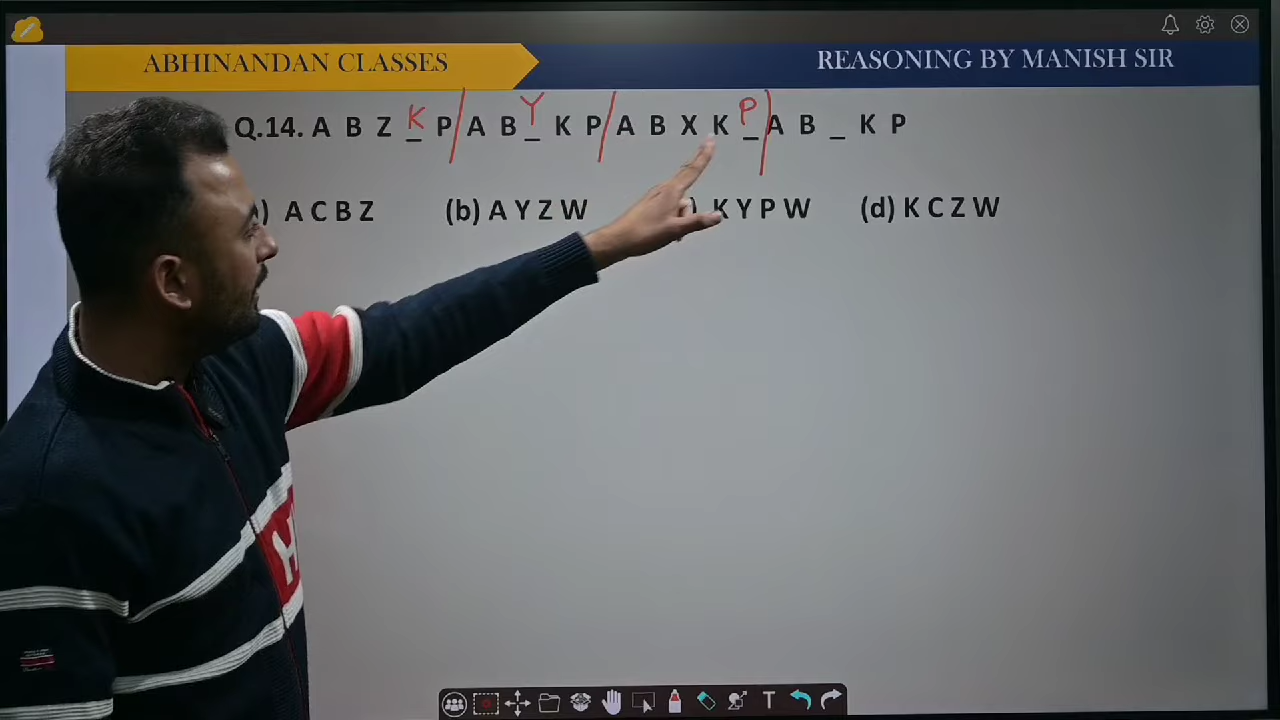 ABHINANDAN CLASSES
REASONING BY MANISH SIR
K Y P
Q.14. A B Z _ P / A B _ K P / A B X K _ / A B _ K P
) A C B Z (b) A Y Z W ) K Y P W (d) K C Z W
T